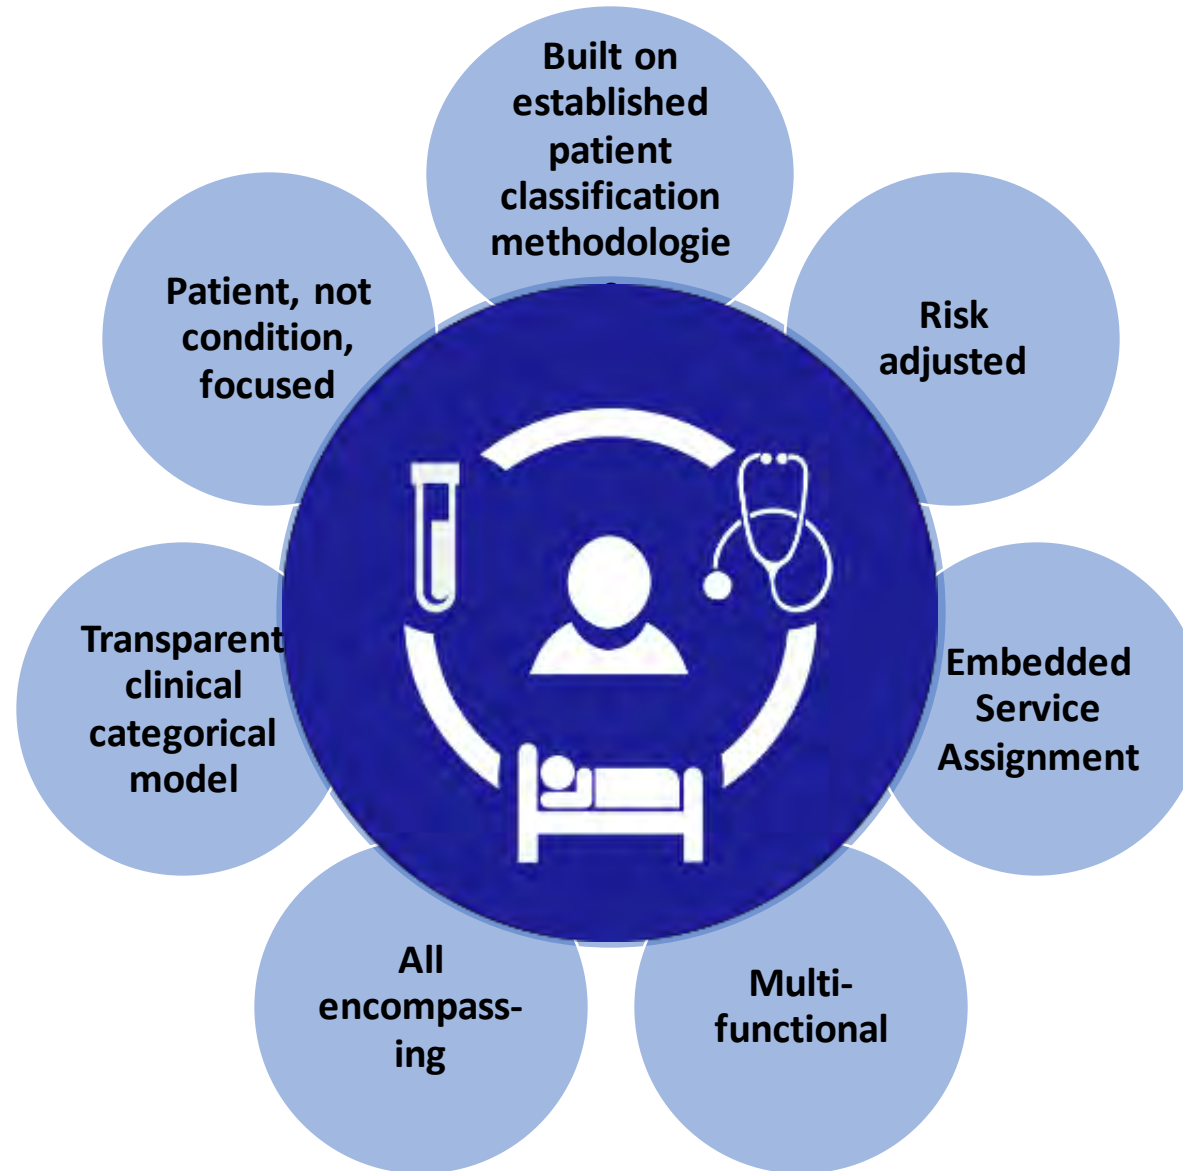 Built on
established
patient
classification
methodologie
Risk
adjusted
Embedded
Service
Assignment
Multi-
functional
All
encompass-
ing
Transparent
clinical
categorical
model
Patient, not
condition,
focused